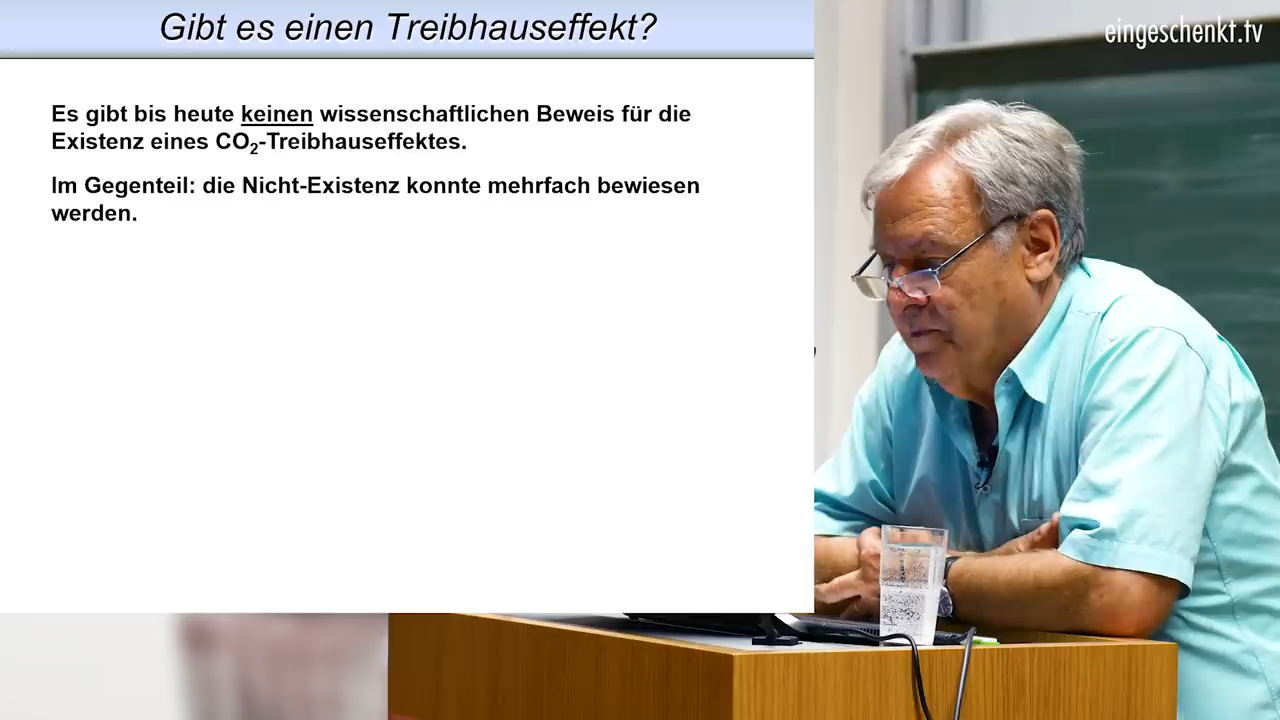 Gibt es einen Treibhauseffekt?
eingeschenkt.tv
Es gibt bis heute keinen wissenschaftlichen Beweis für die
Existenz eines CO₂-Treibhauseffektes.
Im Gegenteil: die Nicht-Existenz konnte mehrfach bewiesen
werden.